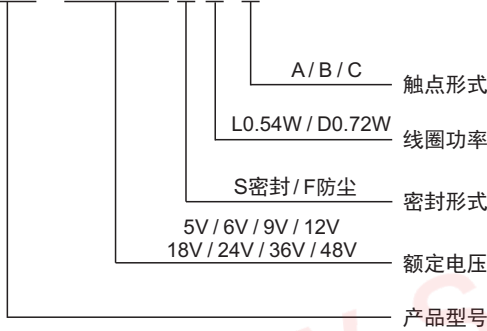 A / B / C
触点形式
L0.54W / D0.72W
线圈功率
S密封 / F防尘
密封形式
5V / 6V / 9V / 12V
18V / 24V / 36V / 48V
额定电压
产品型号